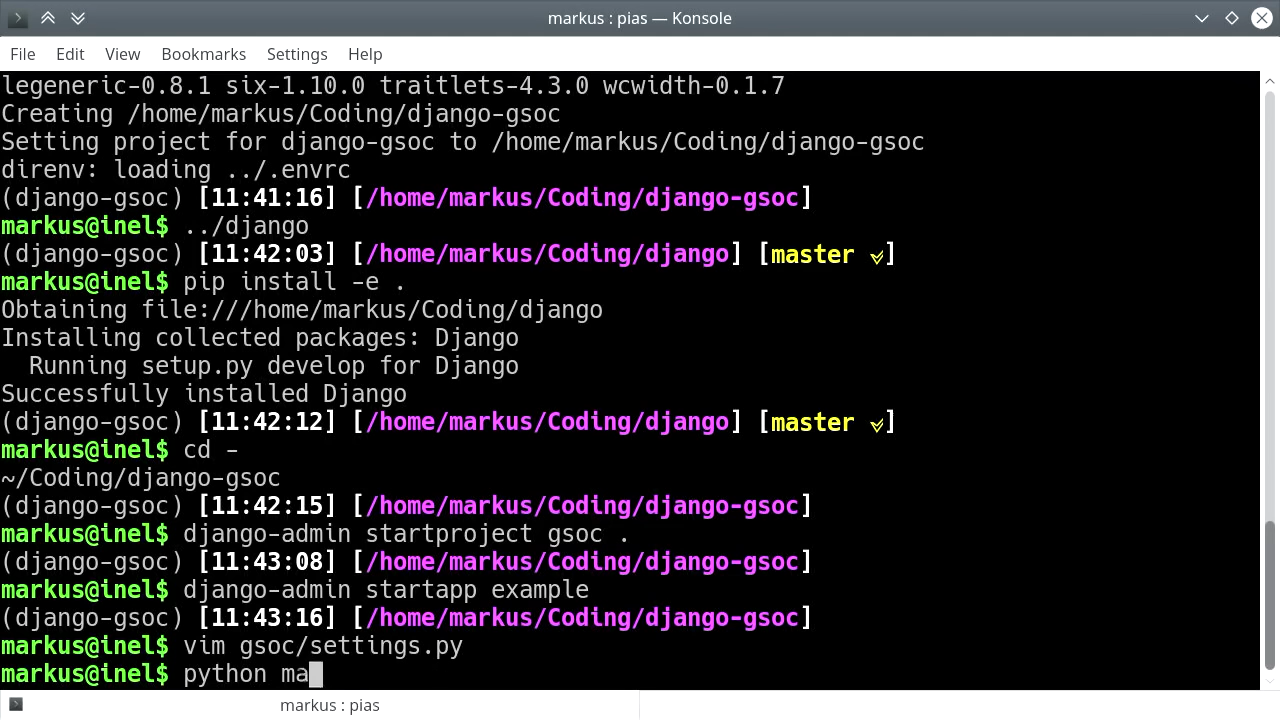 markus : pias — Konsole
File Edit View Bookmarks Settings Help
legeneric-0.8.1 six-1.10.0 traitlets-4.3.0 wcwidth-0.1.7
Creating /home/markus/Coding/django-gsoc
Setting project for django-gsoc to /home/markus/Coding/django-gsoc
direnv: loading ../.envrc
(django-gsoc) [11:41:16] [/home/markus/Coding/django-gsoc]
markus@inel$ ../django
(django-gsoc) [11:42:03] [/home/markus/Coding/django] [master ✔]
markus@inel$ pip install -e .
Obtaining file:///home/markus/Coding/django
Installing collected packages: Django
  Running setup.py develop for Django
Successfully installed Django
(django-gsoc) [11:42:12] [/home/markus/Coding/django] [master ✔]
markus@inel$ cd -
~/Coding/django-gsoc
(django-gsoc) [11:42:15] [/home/markus/Coding/django-gsoc]
markus@inel$ django-admin startproject gsoc .
(django-gsoc) [11:43:08] [/home/markus/Coding/django-gsoc]
markus@inel$ django-admin startapp example
(django-gsoc) [11:43:16] [/home/markus/Coding/django-gsoc]
markus@inel$ vim gsoc/settings.py
markus@inel$ python ma
markus : pias